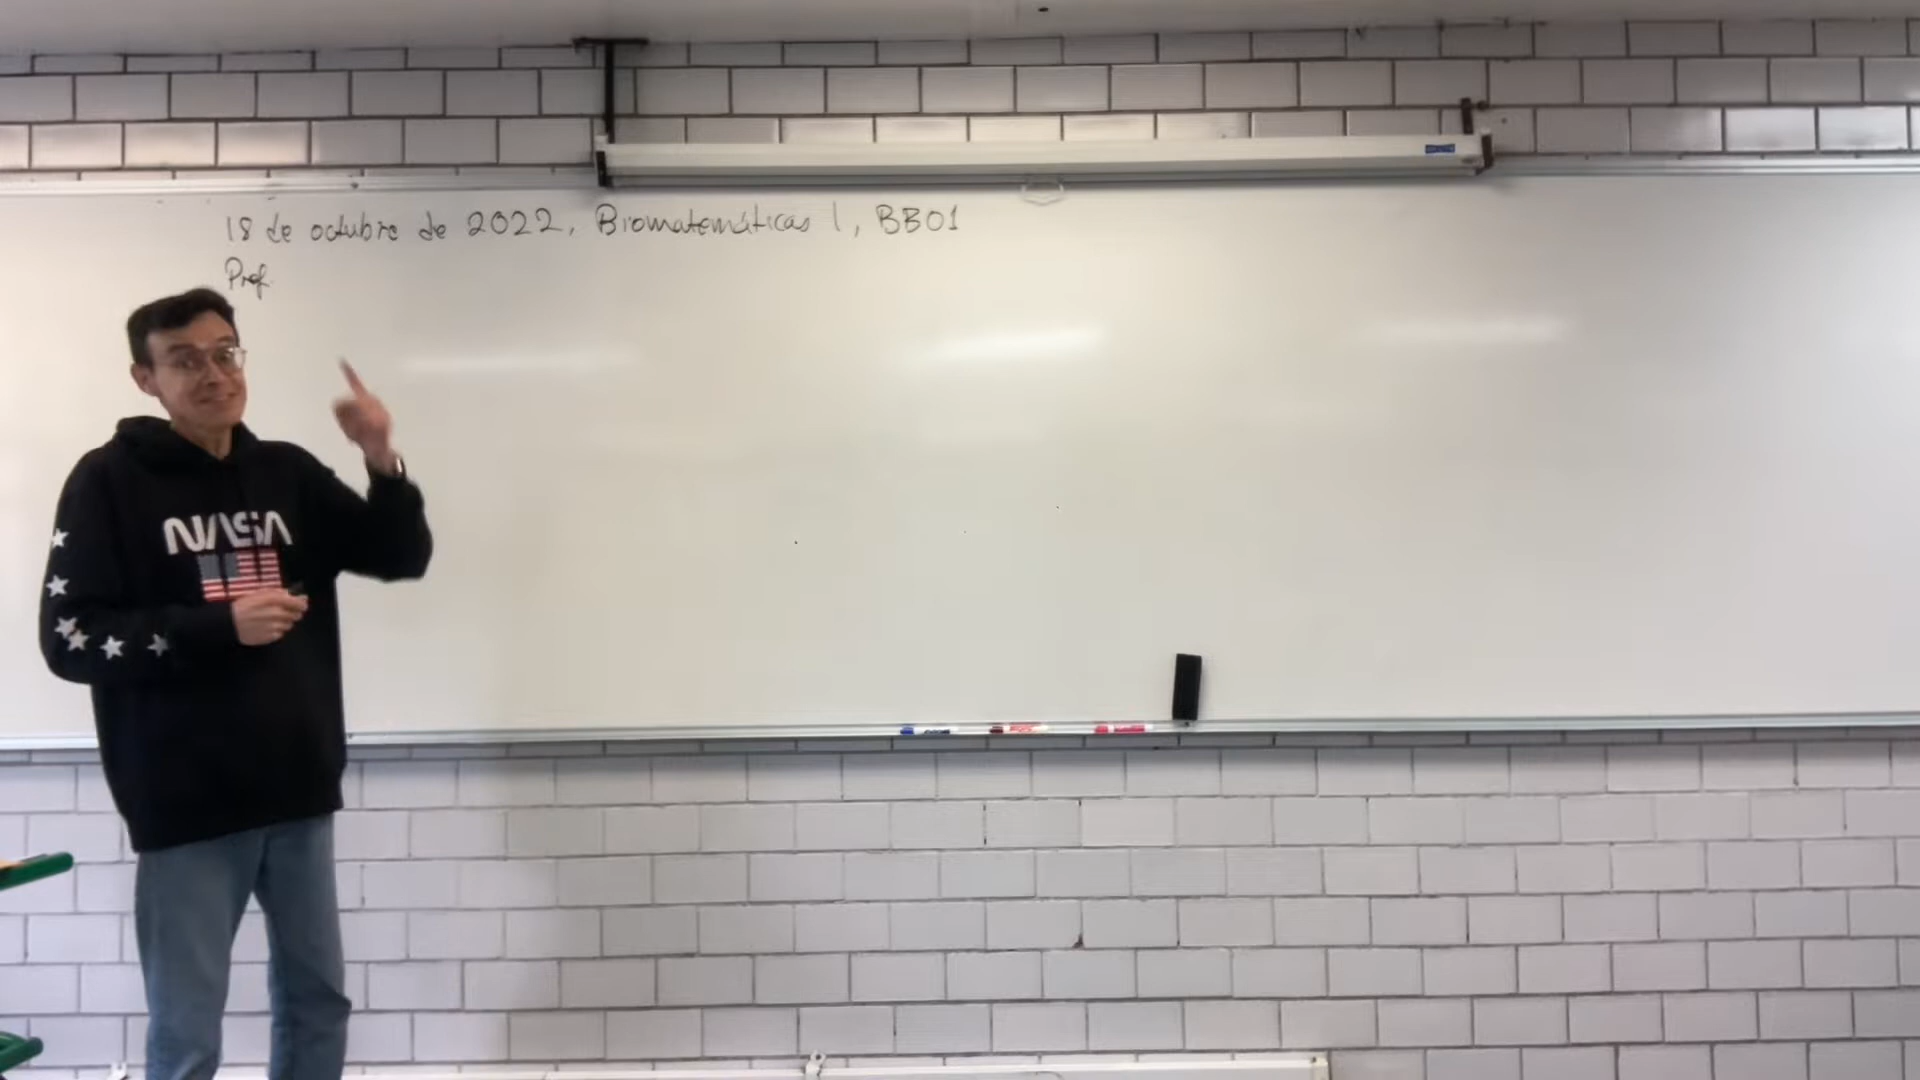 18 de octubre de 2022, Biomatemáticas I, BB01
Prof.
NASA